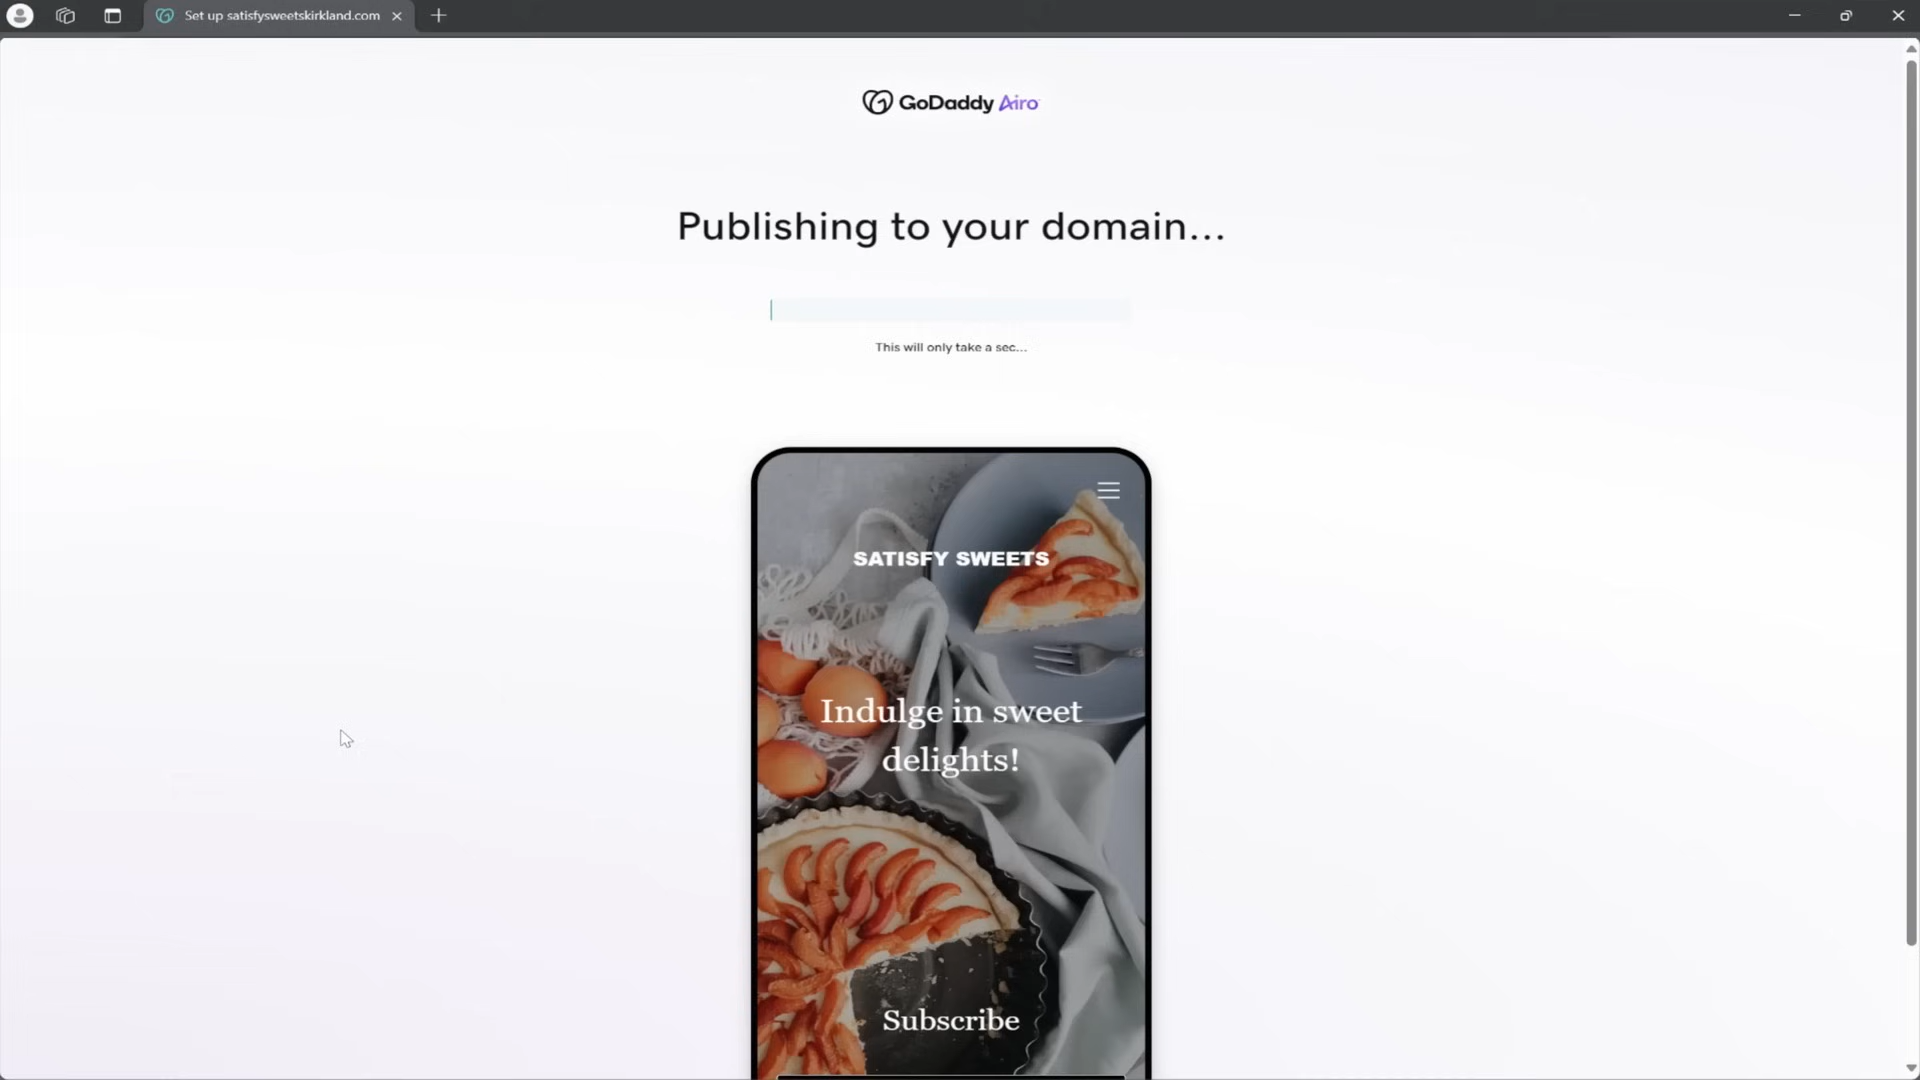 Set up satisfysweetskirkland.com
GoDaddy Airo
Publishing to your domain...
This will only take a sec...
SATISFY SWEETS
Indulge in sweet
delights!
Subscribe